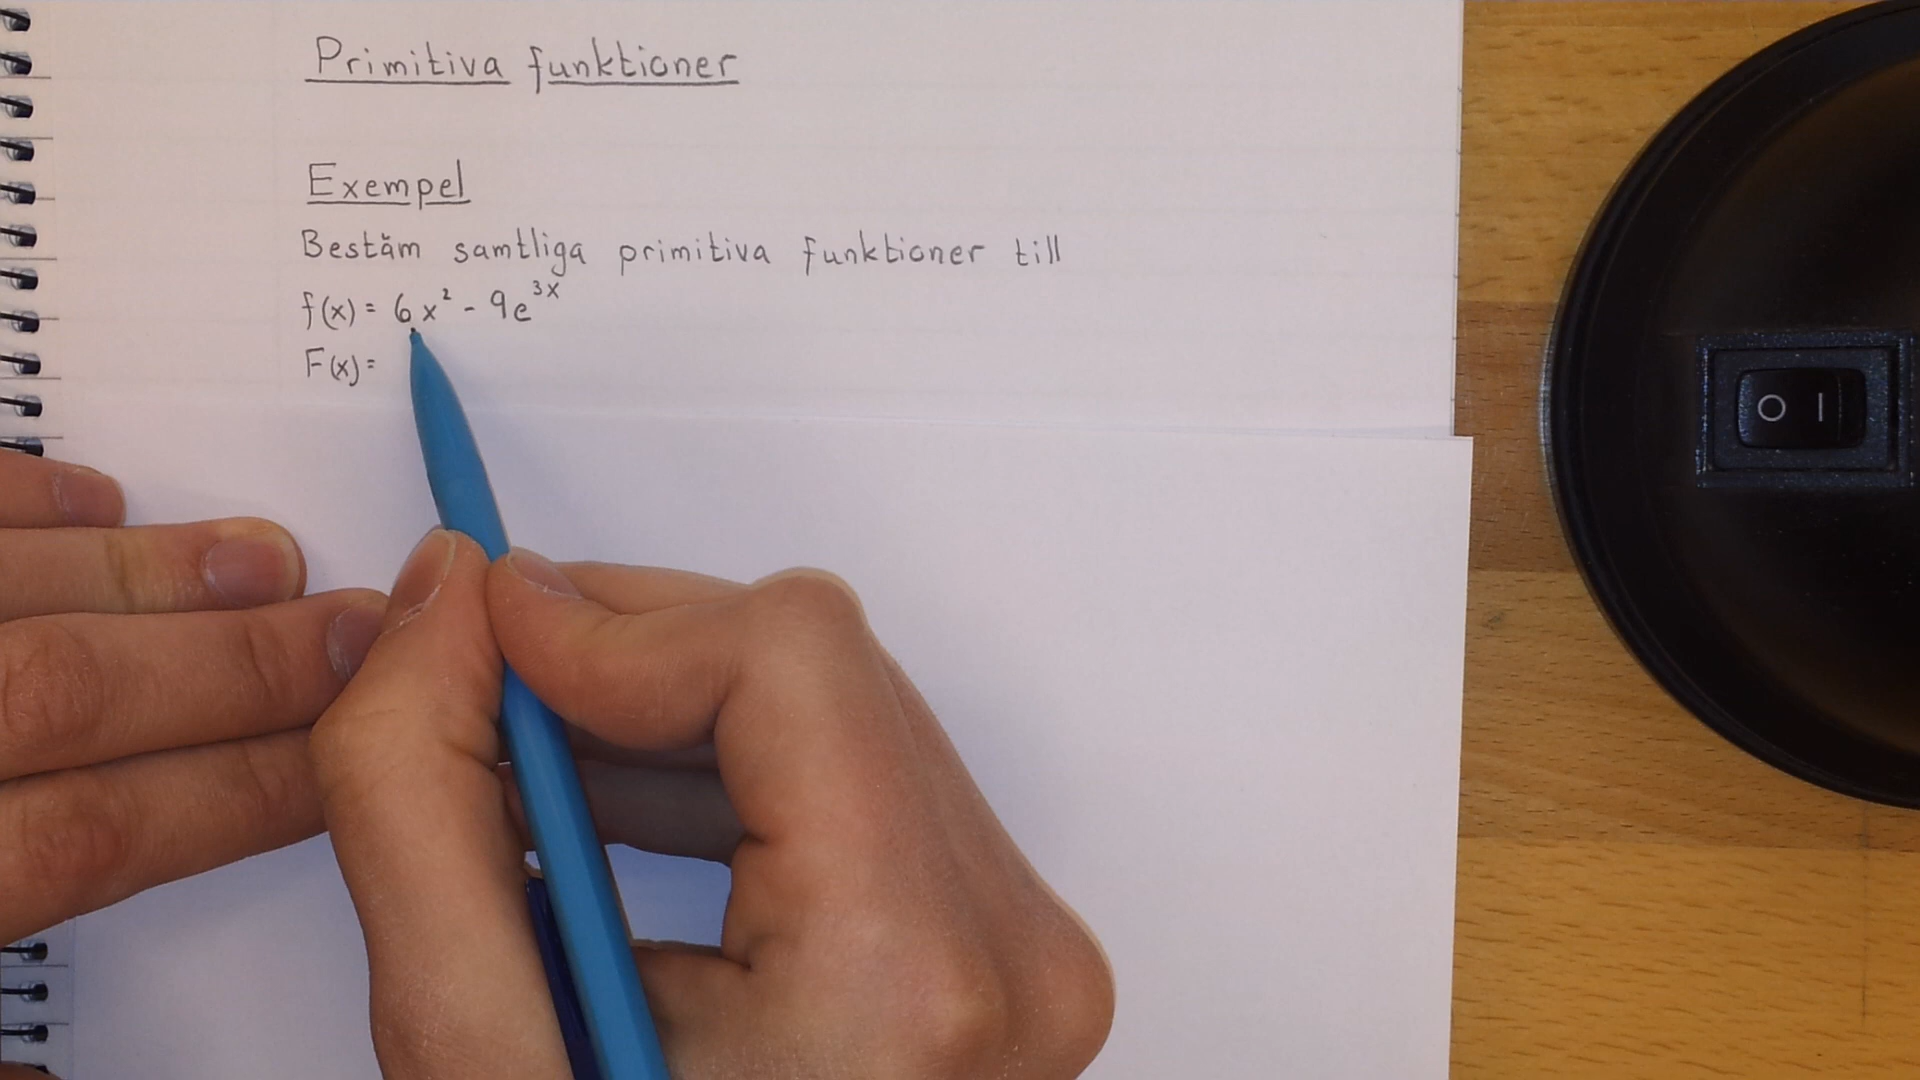 Primitiva funktioner
Exempel
Bestäm samtliga primitiva funktioner till
f(x) = 6x² - 9e³ˣ
F(x) =
O I